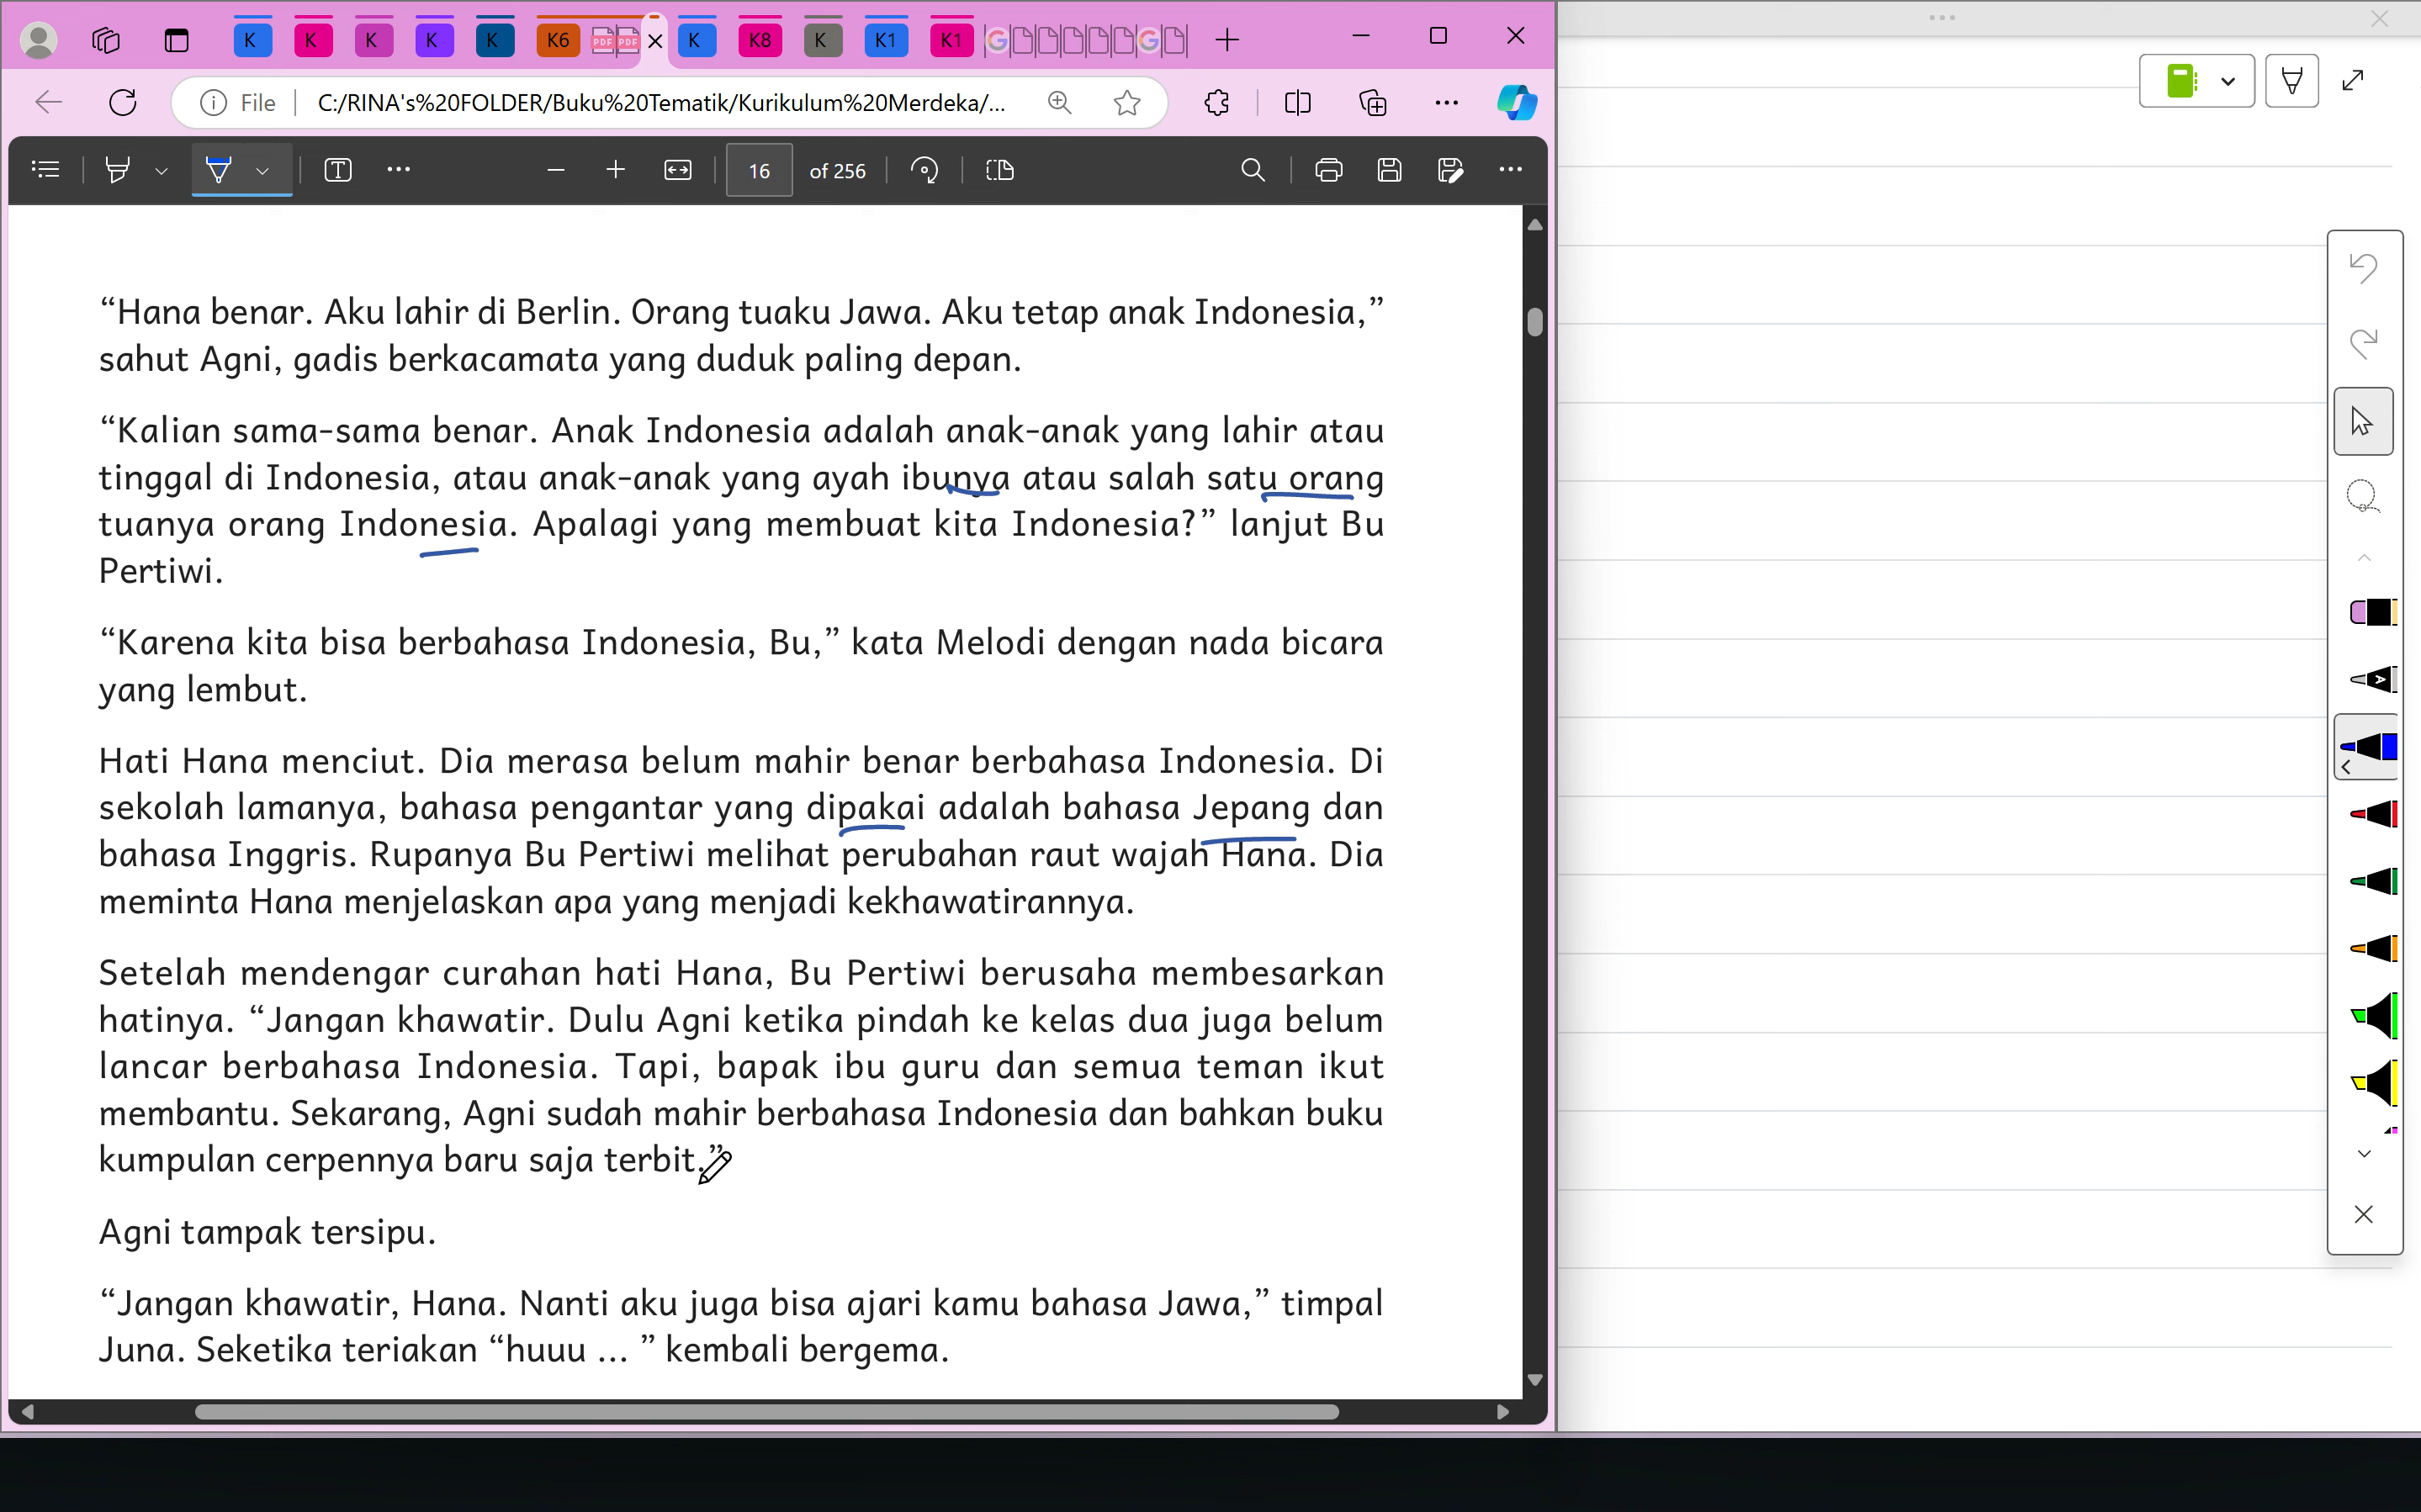 K K K K K K6 PDF PDF K K8 K K1 K1 G G
File C:/RINA's%20FOLDER/Buku%20Tematik/Kurikulum%20Merdeka/...
16 of 256
“Hana benar. Aku lahir di Berlin. Orang tuaku Jawa. Aku tetap anak Indonesia,”
sahut Agni, gadis berkacamata yang duduk paling depan.
“Kalian sama-sama benar. Anak Indonesia adalah anak-anak yang lahir atau
tinggal di Indonesia, atau anak-anak yang ayah ibunya atau salah satu orang
tuanya orang Indonesia. Apalagi yang membuat kita Indonesia?” lanjut Bu
Pertiwi.
“Karena kita bisa berbahasa Indonesia, Bu,” kata Melodi dengan nada bicara
yang lembut.
Hati Hana menciut. Dia merasa belum mahir benar berbahasa Indonesia. Di
sekolah lamanya, bahasa pengantar yang dipakai adalah bahasa Jepang dan
bahasa Inggris. Rupanya Bu Pertiwi melihat perubahan raut wajah Hana. Dia
meminta Hana menjelaskan apa yang menjadi kekhawatirannya.
Setelah mendengar curahan hati Hana, Bu Pertiwi berusaha membesarkan
hatinya. “Jangan khawatir. Dulu Agni ketika pindah ke kelas dua juga belum
lancar berbahasa Indonesia. Tapi, bapak ibu guru dan semua teman ikut
membantu. Sekarang, Agni sudah mahir berbahasa Indonesia dan bahkan buku
kumpulan cerpennya baru saja terbit.”
Agni tampak tersipu.
“Jangan khawatir, Hana. Nanti aku juga bisa ajari kamu bahasa Jawa,” timpal
Juna. Seketika teriakan “huuu ... ” kembali bergema.